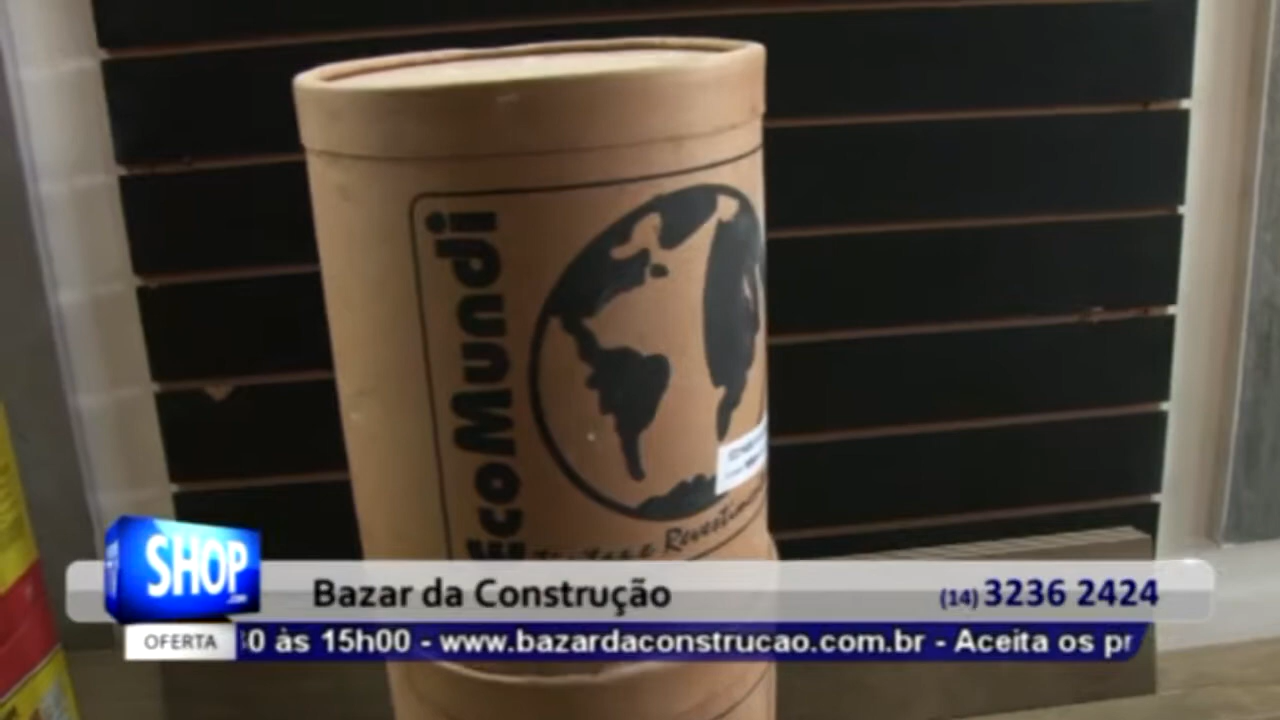 EcoMundi
SHOP
.com
Bazar da Construção
(14) 3236 2424
OFERTA
0 às 15h00 - www.bazardaconstrucao.com.br - Aceita os pr